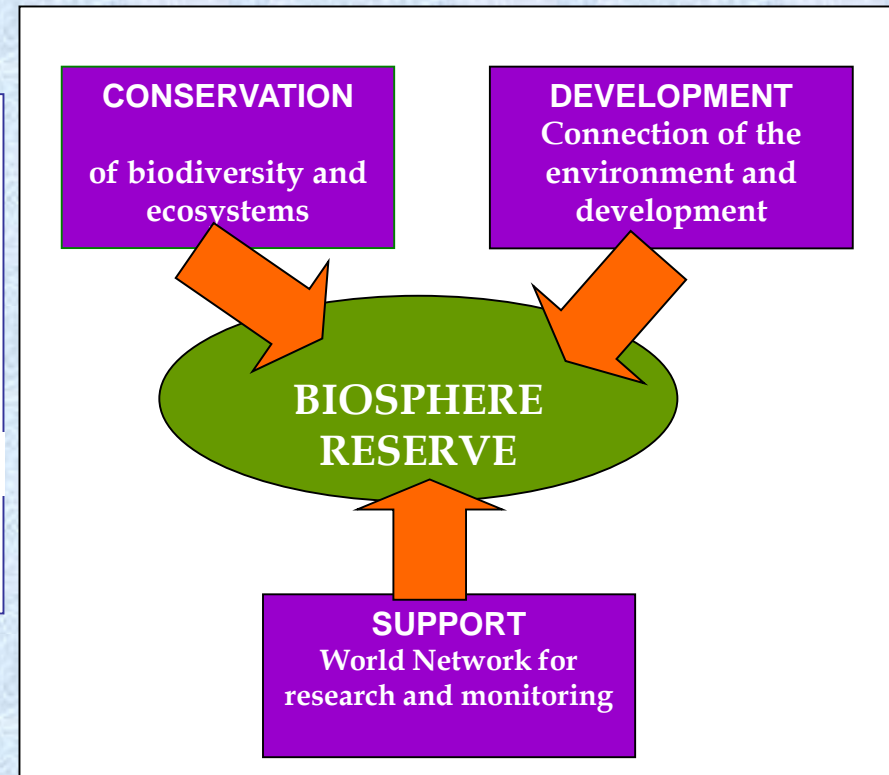 CONSERVATION
of biodiversity and
ecosystems
DEVELOPMENT
Connection of the
environment and
development
BIOSPHERE
RESERVE
SUPPORT
World Network for
research and monitoring